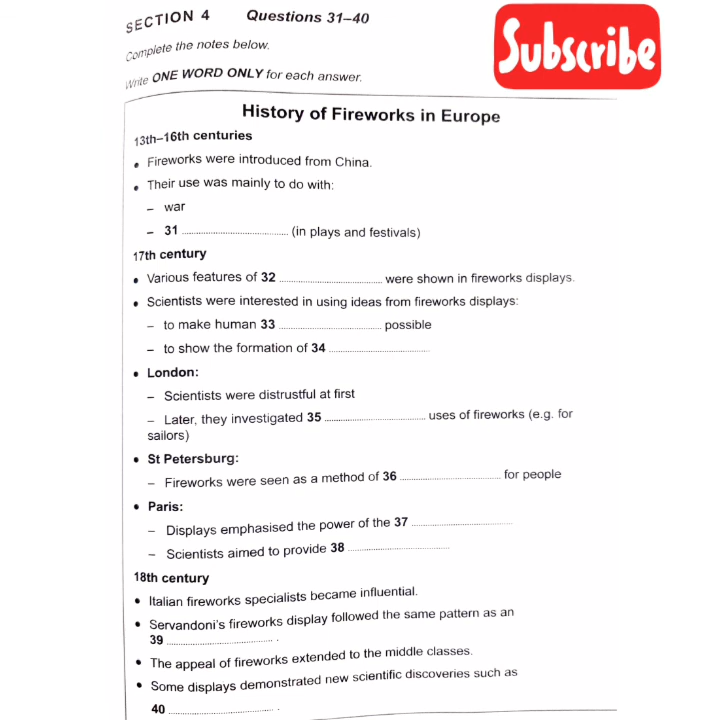 SECTION 4 Questions 31–40
Subscribe
Complete the notes below.
Write ONE WORD ONLY for each answer.
History of Fireworks in Europe
13th–16th centuries
• Fireworks were introduced from China.
• Their use was mainly to do with:
– war
– 31 .............................. (in plays and festivals)
17th century
• Various features of 32 .............................. were shown in fireworks displays.
• Scientists were interested in using ideas from fireworks displays:
– to make human 33 .............................. possible
– to show the formation of 34 ..............................
• London:
– Scientists were distrustful at first
– Later, they investigated 35 .............................. uses of fireworks (e.g. for
sailors)
• St Petersburg:
– Fireworks were seen as a method of 36 .............................. for people
• Paris:
– Displays emphasised the power of the 37 ..............................
– Scientists aimed to provide 38 ..............................
18th century
• Italian fireworks specialists became influential.
• Servandoni's fireworks display followed the same pattern as an
39 .............................. .
• The appeal of fireworks extended to the middle classes.
• Some displays demonstrated new scientific discoveries such as
40 .............................. .